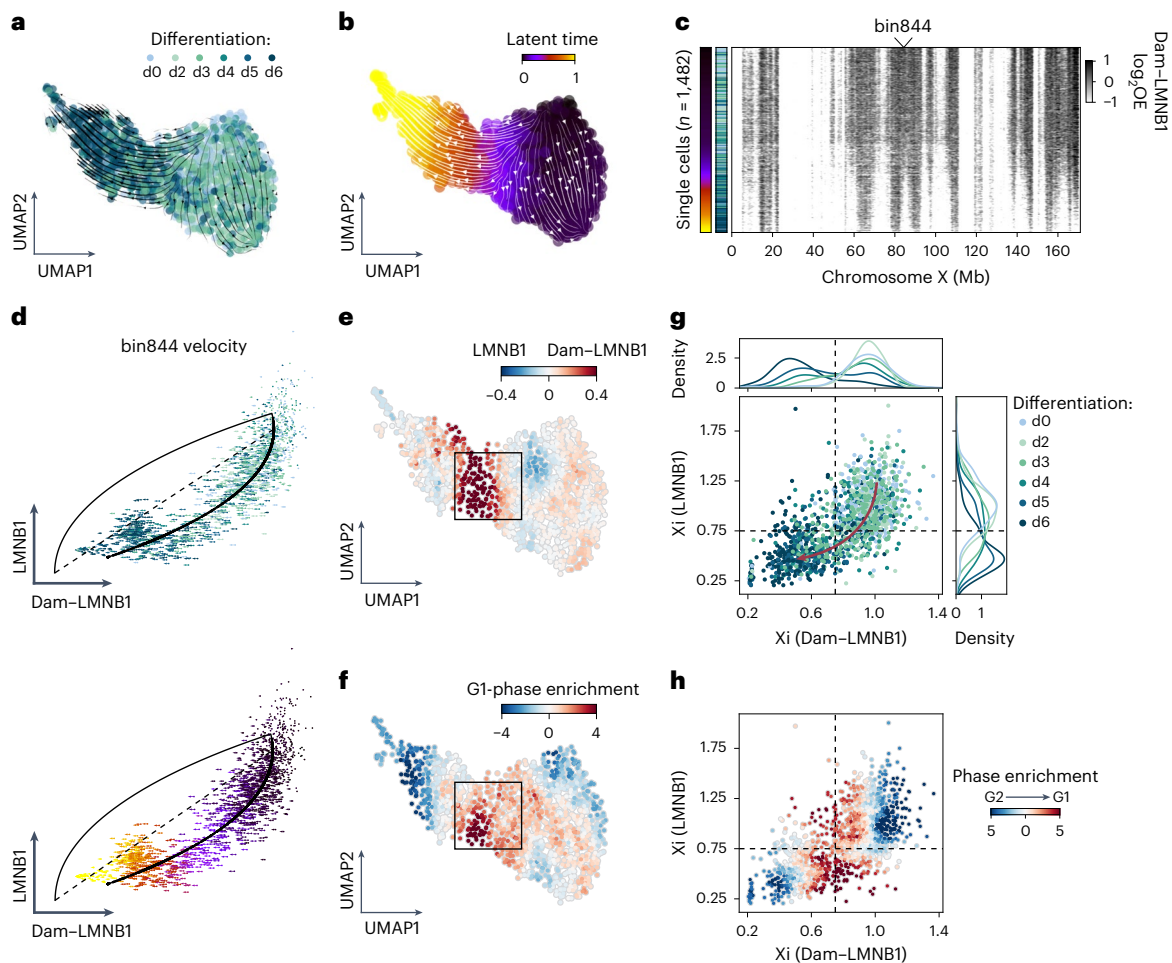 a
Differentiation:
d0 d2 d3 d4 d5 d6
UMAP2
UMAP1
b
Latent time
0 1
UMAP2
UMAP1
c
bin844
Single cells (n = 1,482)
Dam–LMNB1
log2OE
1
0
−1
0 20 40 60 80 100 120 140 160
Chromosome X (Mb)
d
bin844 velocity
LMNB1
Dam–LMNB1
LMNB1
Dam–LMNB1
e
LMNB1 Dam–LMNB1
−0.4 0 0.4
UMAP2
UMAP1
f
G1-phase enrichment
−4 0 4
UMAP2
UMAP1
g
Density
2.5
0
Xi (LMNB1)
1.75
1.25
0.75
0.25
0.2 0.6 1.0 1.4
Xi (Dam–LMNB1)
0 1
Density
Differentiation:
d0
d2
d3
d4
d5
d6
h
Xi (LMNB1)
1.75
1.25
0.75
0.25
0.2 0.6 1.0 1.4
Xi (Dam–LMNB1)
Phase enrichment
G2 G1
5 0 5